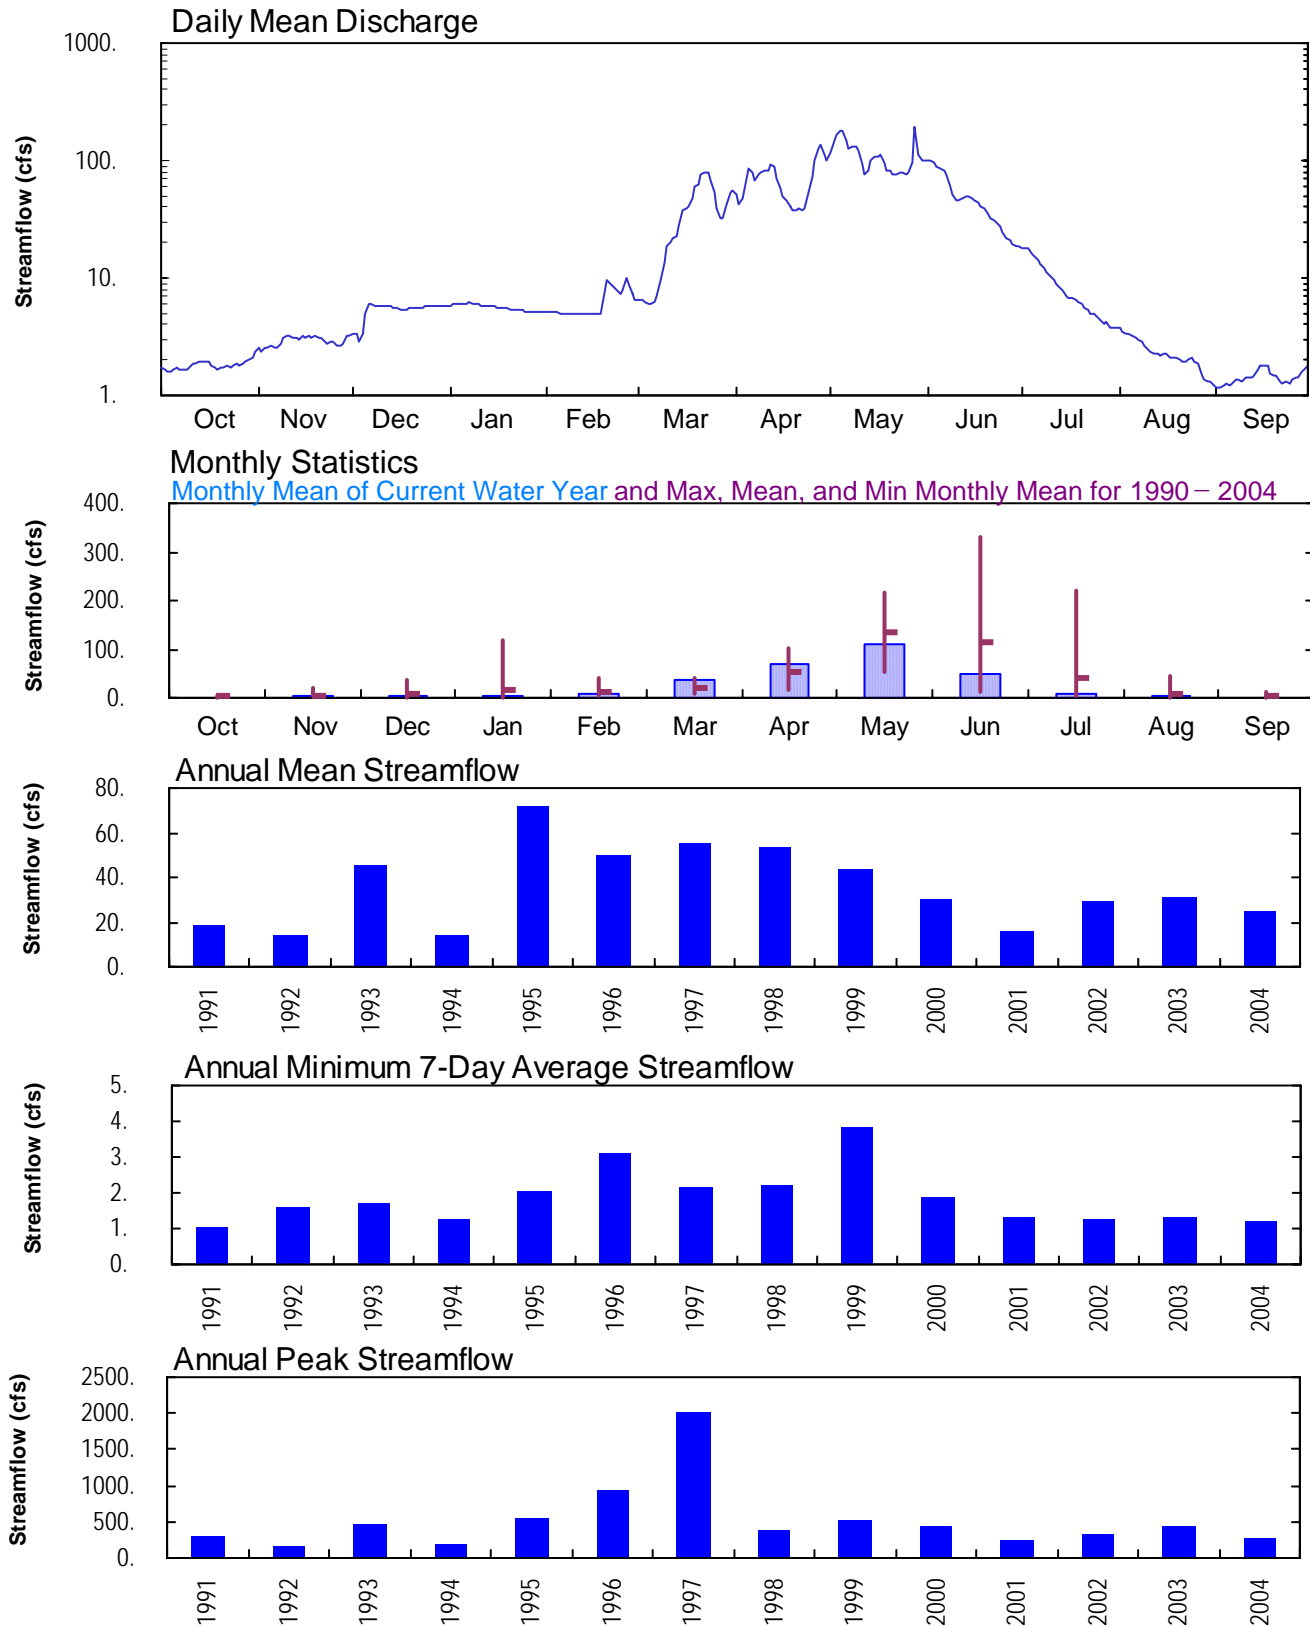 Daily Mean Discharge
Streamflow (cfs)
1000.
100.
10.
1.
Oct Nov Dec Jan Feb Mar Apr May Jun Jul Aug Sep
Monthly Statistics
Monthly Mean of Current Water Year and Max, Mean, and Min Monthly Mean for 1990 – 2004
Streamflow (cfs)
400.
300.
200.
100.
0.
Oct Nov Dec Jan Feb Mar Apr May Jun Jul Aug Sep
Annual Mean Streamflow
Streamflow (cfs)
80.
60.
40.
20.
0.
1991 1992 1993 1994 1995 1996 1997 1998 1999 2000 2001 2002 2003 2004
Annual Minimum 7-Day Average Streamflow
Streamflow (cfs)
5.
4.
3.
2.
1.
0.
1991 1992 1993 1994 1995 1996 1997 1998 1999 2000 2001 2002 2003 2004
Annual Peak Streamflow
Streamflow (cfs)
2500.
2000.
1500.
1000.
500.
0.
1991 1992 1993 1994 1995 1996 1997 1998 1999 2000 2001 2002 2003 2004